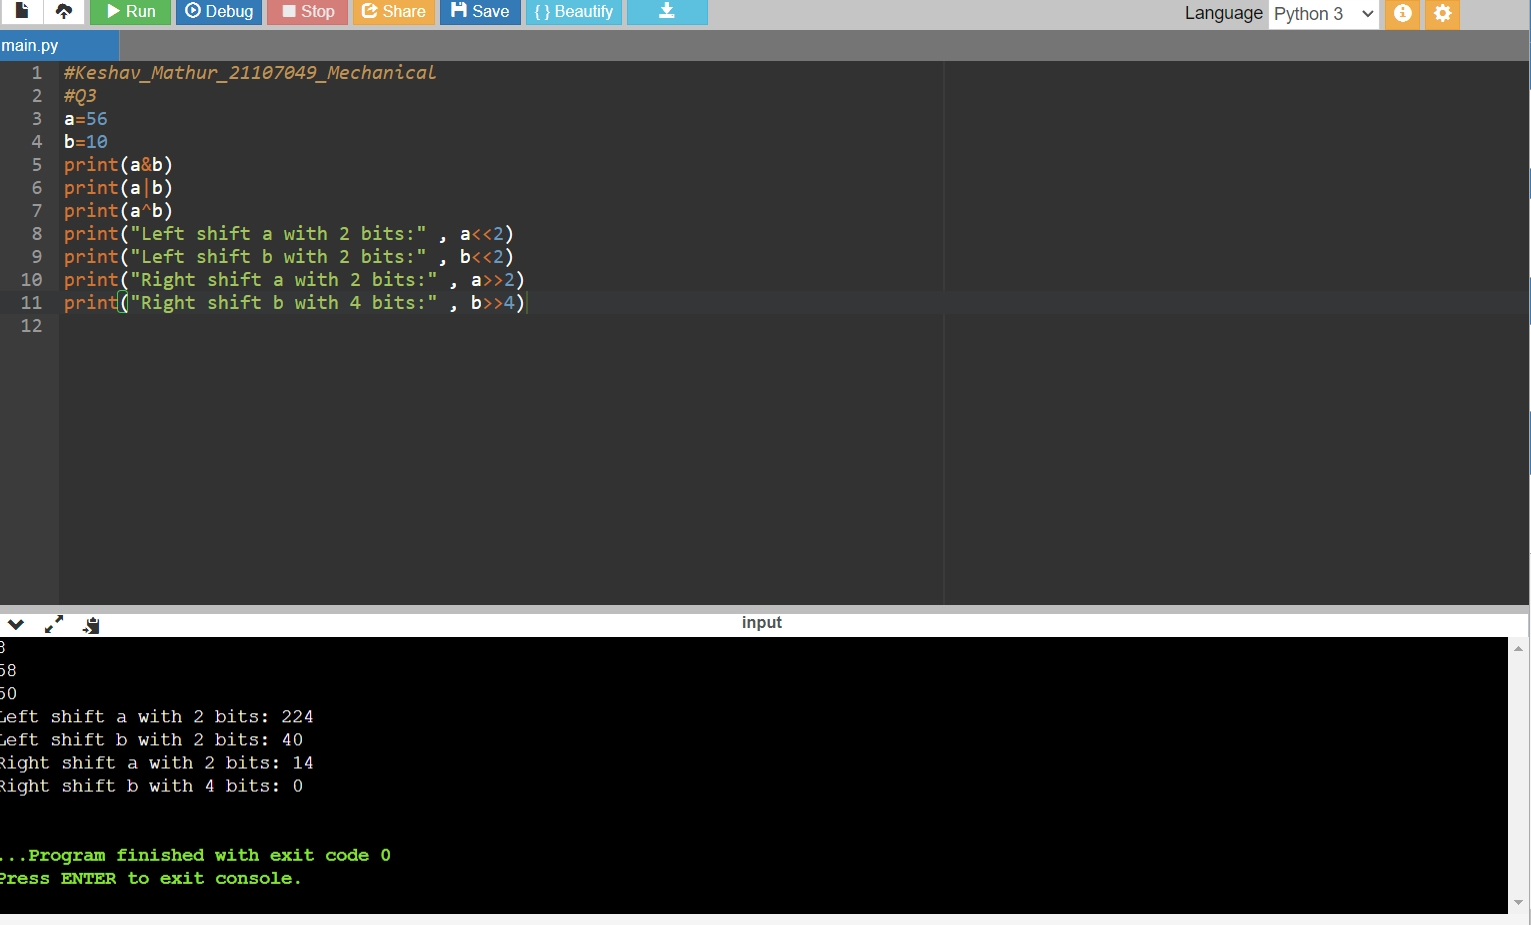 Run Debug Stop Share Save { } Beautify Language Python 3
main.py
1 #Keshav_Mathur_21107049_Mechanical
2 #Q3
3 a=56
4 b=10
5 print(a&b)
6 print(a|b)
7 print(a^b)
8 print("Left shift a with 2 bits:" , a<<2)
9 print("Left shift b with 2 bits:" , b<<2)
10 print("Right shift a with 2 bits:" , a>>2)
11 print("Right shift b with 4 bits:" , b>>4)
12
input
8
58
50
Left shift a with 2 bits: 224
Left shift b with 2 bits: 40
Right shift a with 2 bits: 14
Right shift b with 4 bits: 0
...Program finished with exit code 0
Press ENTER to exit console.